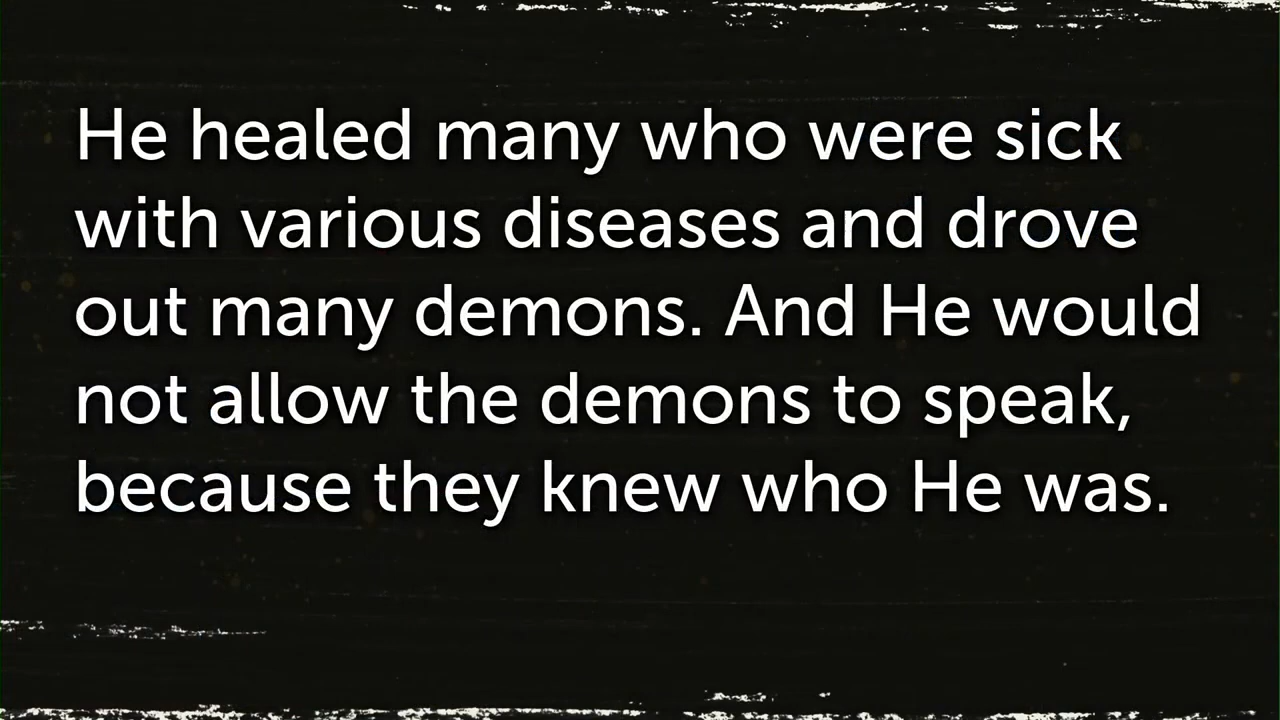 He healed many who were sick
with various diseases and drove
out many demons. And He would
not allow the demons to speak,
because they knew who He was.